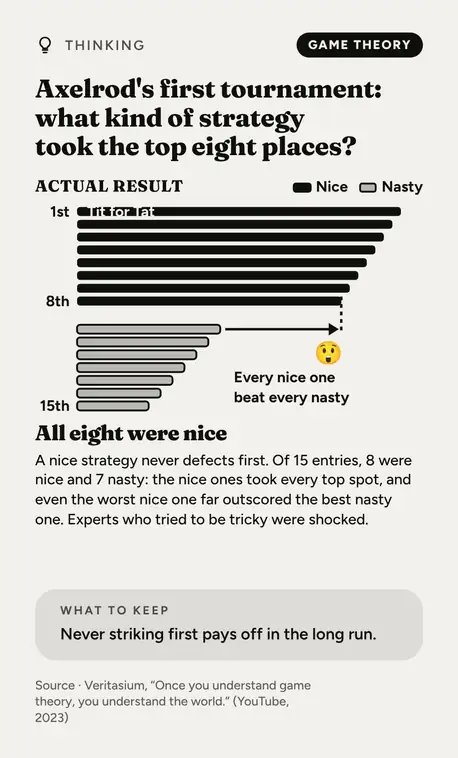 THINKING
GAME THEORY
Axelrod's first tournament:
what kind of strategy
took the top eight places?
ACTUAL RESULT
Nice
Nasty
1st
Tit for Tat
8th
Every nice one
beat every nasty
15th
All eight were nice
A nice strategy never defects first. Of 15 entries, 8 were
nice and 7 nasty: the nice ones took every top spot, and
even the worst nice one far outscored the best nasty
one. Experts who tried to be tricky were shocked.
WHAT TO KEEP
Never striking first pays off in the long run.
Source · Veritasium, “Once you understand game
theory, you understand the world.” (YouTube,
2023)